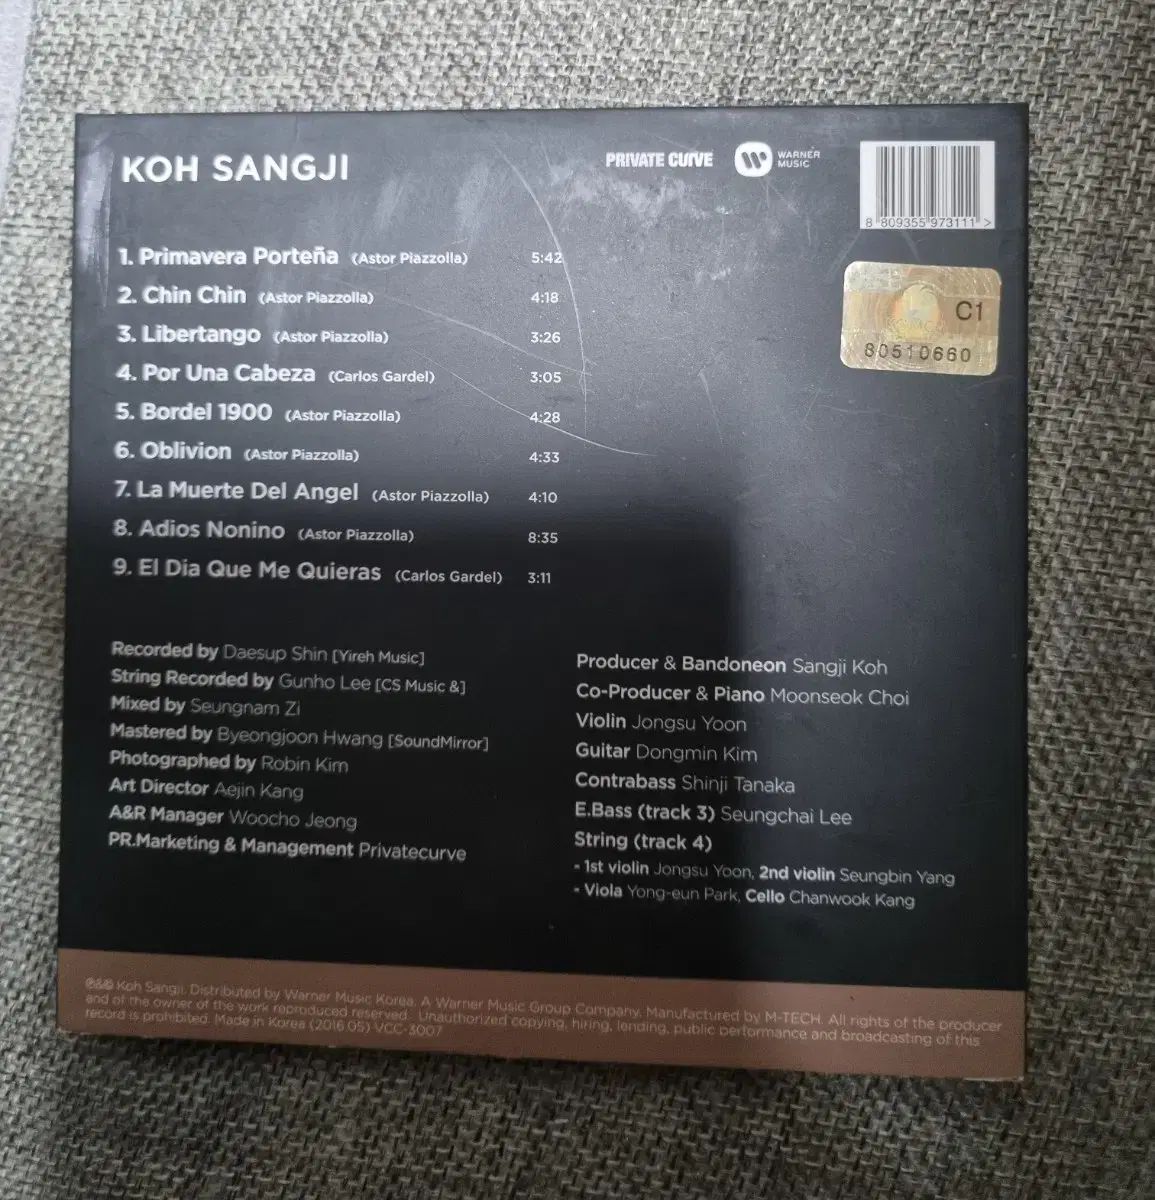 KOH SANGJI
PRIVATE CURVE
WARNER
MUSIC
8 809355 973111 >
1. Primavera Porteña (Astor Piazzolla) 5:42
2. Chin Chin (Astor Piazzolla) 4:18
3. Libertango (Astor Piazzolla) 3:26
4. Por Una Cabeza (Carlos Gardel) 3:05
5. Bordel 1900 (Astor Piazzolla) 4:28
6. Oblivion (Astor Piazzolla) 4:33
7. La Muerte Del Angel (Astor Piazzolla) 4:10
8. Adios Nonino (Astor Piazzolla) 8:35
9. El Dia Que Me Quieras (Carlos Gardel) 3:11
C1
80510660
Recorded by Daesup Shin [Yireh Music]
String Recorded by Gunho Lee [CS Music &]
Mixed by Seungnam Zi
Mastered by Byeongjoon Hwang [SoundMirror]
Photographed by Robin Kim
Art Director Aejin Kang
A&R Manager Woocho Jeong
PR.Marketing & Management Privatecurve
Producer & Bandoneon Sangji Koh
Co-Producer & Piano Moonseok Choi
Violin Jongsu Yoon
Guitar Dongmin Kim
Contrabass Shinji Tanaka
E.Bass (track 3) Seungchai Lee
String (track 4)
- 1st violin Jongsu Yoon, 2nd violin Seungbin Yang
- Viola Yong-eun Park, Cello Chanwook Kang
℗&© Koh Sangji. Distributed by Warner Music Korea. A Warner Music Group Company. Manufactured by M-TECH. All rights of the producer
and of the owner of the work reproduced reserved. Unauthorized copying, hiring, lending, public performance and broadcasting of this
record is prohibited. Made in Korea (2016.05) VCC-3007